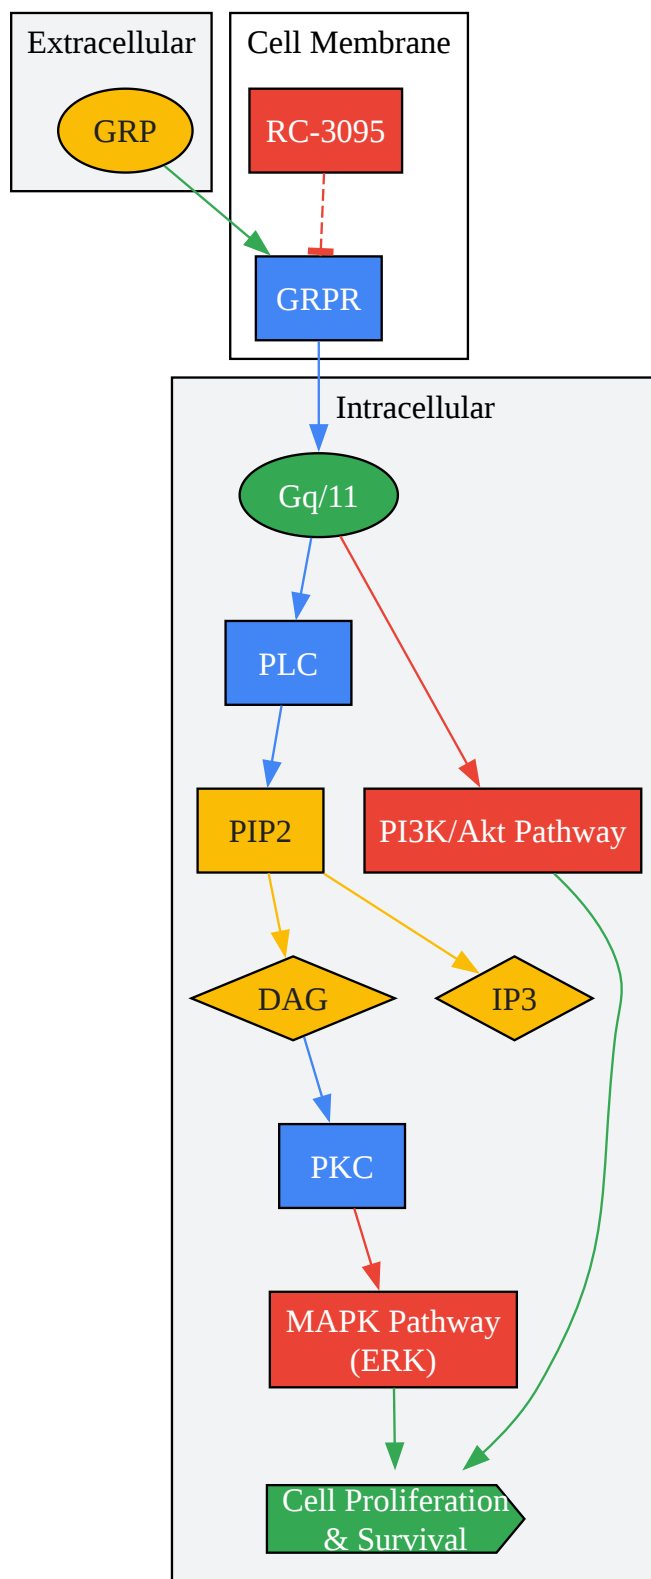 Extracellular
Cell Membrane
GRP
RC-3095
GRPR
Intracellular
Gq/11
PLC
PIP2
PI3K/Akt Pathway
DAG
IP3
PKC
MAPK Pathway
(ERK)
Cell Proliferation
& Survival